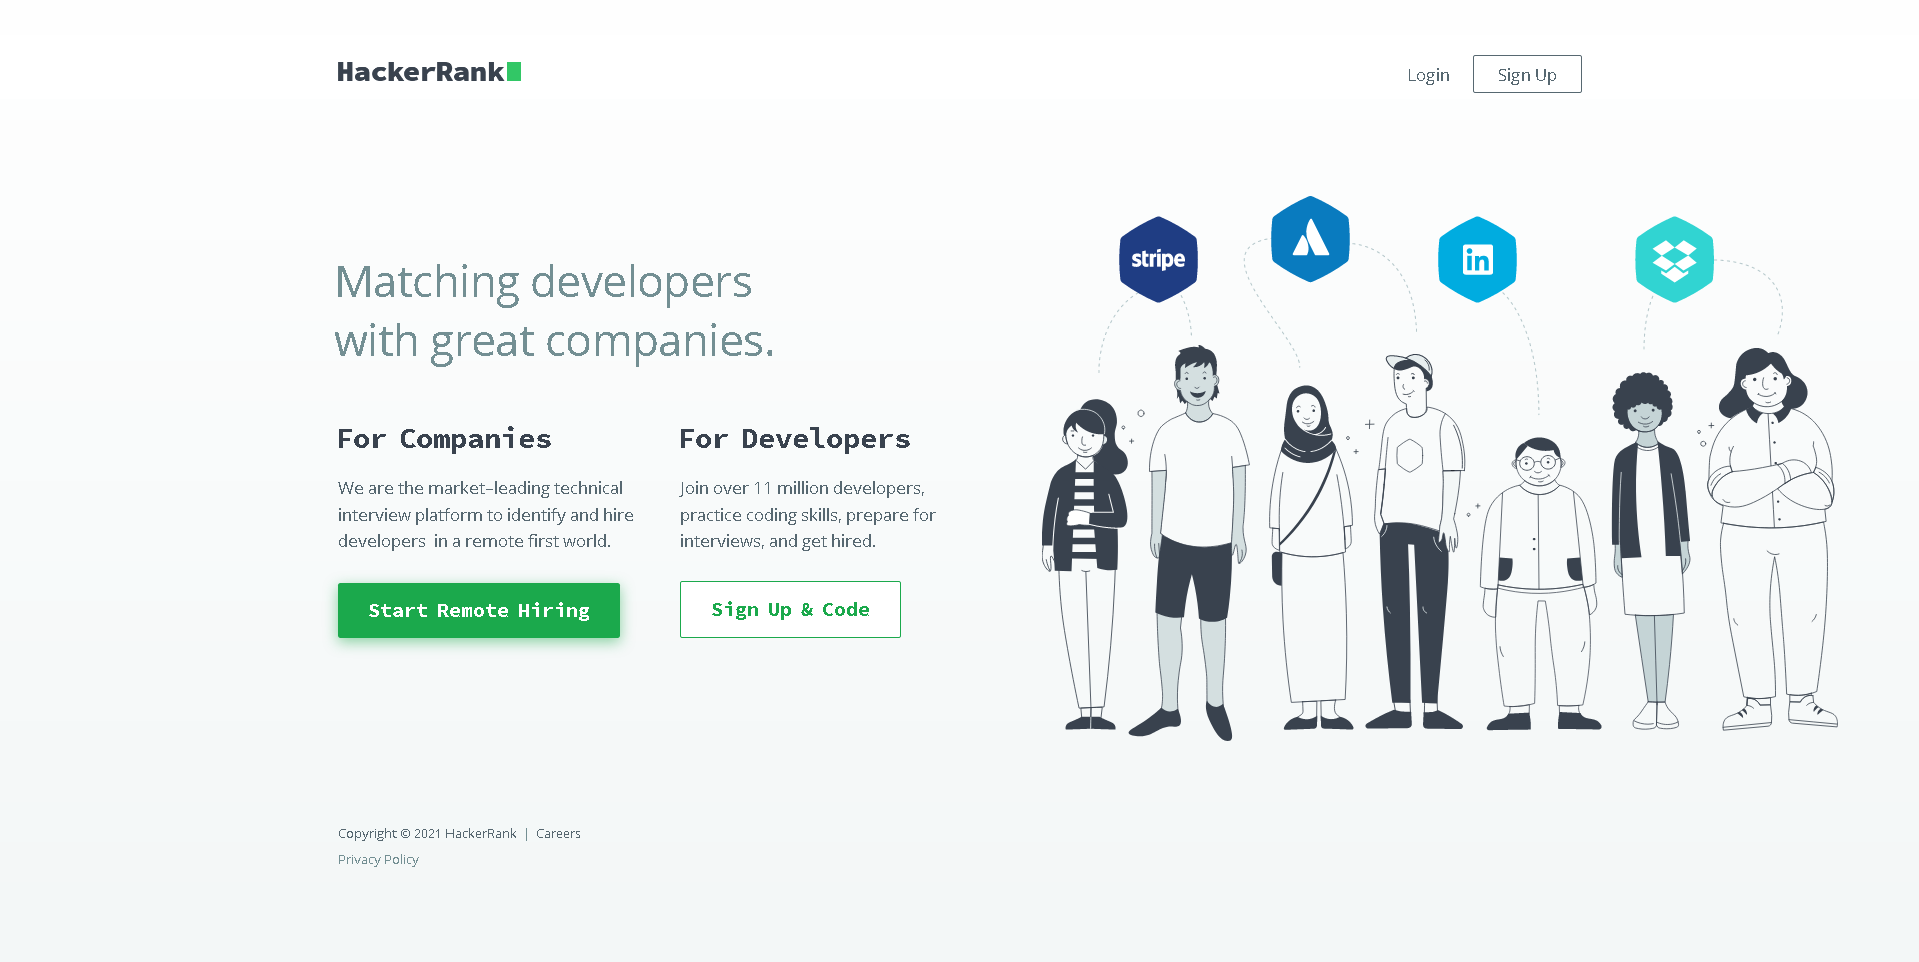 HackerRank
Login
Sign Up
stripe
in
Matching developers
with great companies.
For Companies
We are the market–leading technical
interview platform to identify and hire
developers  in a remote first world.
Start Remote Hiring
For Developers
Join over 11 million developers,
practice coding skills, prepare for
interviews, and get hired.
Sign Up & Code
Copyright © 2021 HackerRank | Careers
Privacy Policy